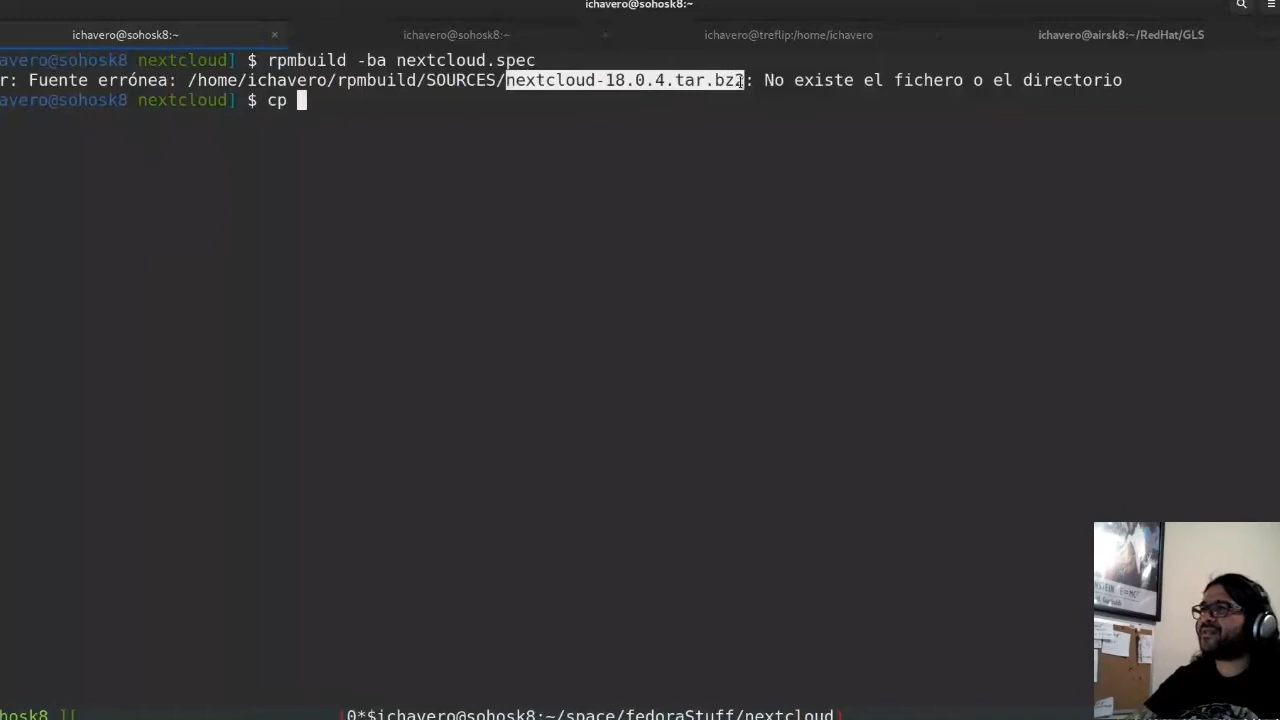 ichavero@sohosk8:~
ichavero@sohosk8:~ × ichavero@sohosk8:~ ichavero@treflip:/home/ichavero ichavero@airsk8:~/RedHat/GLS
avero@sohosk8 nextcloud] $ rpmbuild -ba nextcloud.spec
r: Fuente errónea: /home/ichavero/rpmbuild/SOURCES/nextcloud-18.0.4.tar.bz2: No existe el fichero o el directorio
avero@sohosk8 nextcloud] $ cp
hosk8 ][ (0*$ichavero@sohosk8:~/space/fedoraStuff/nextcloud)